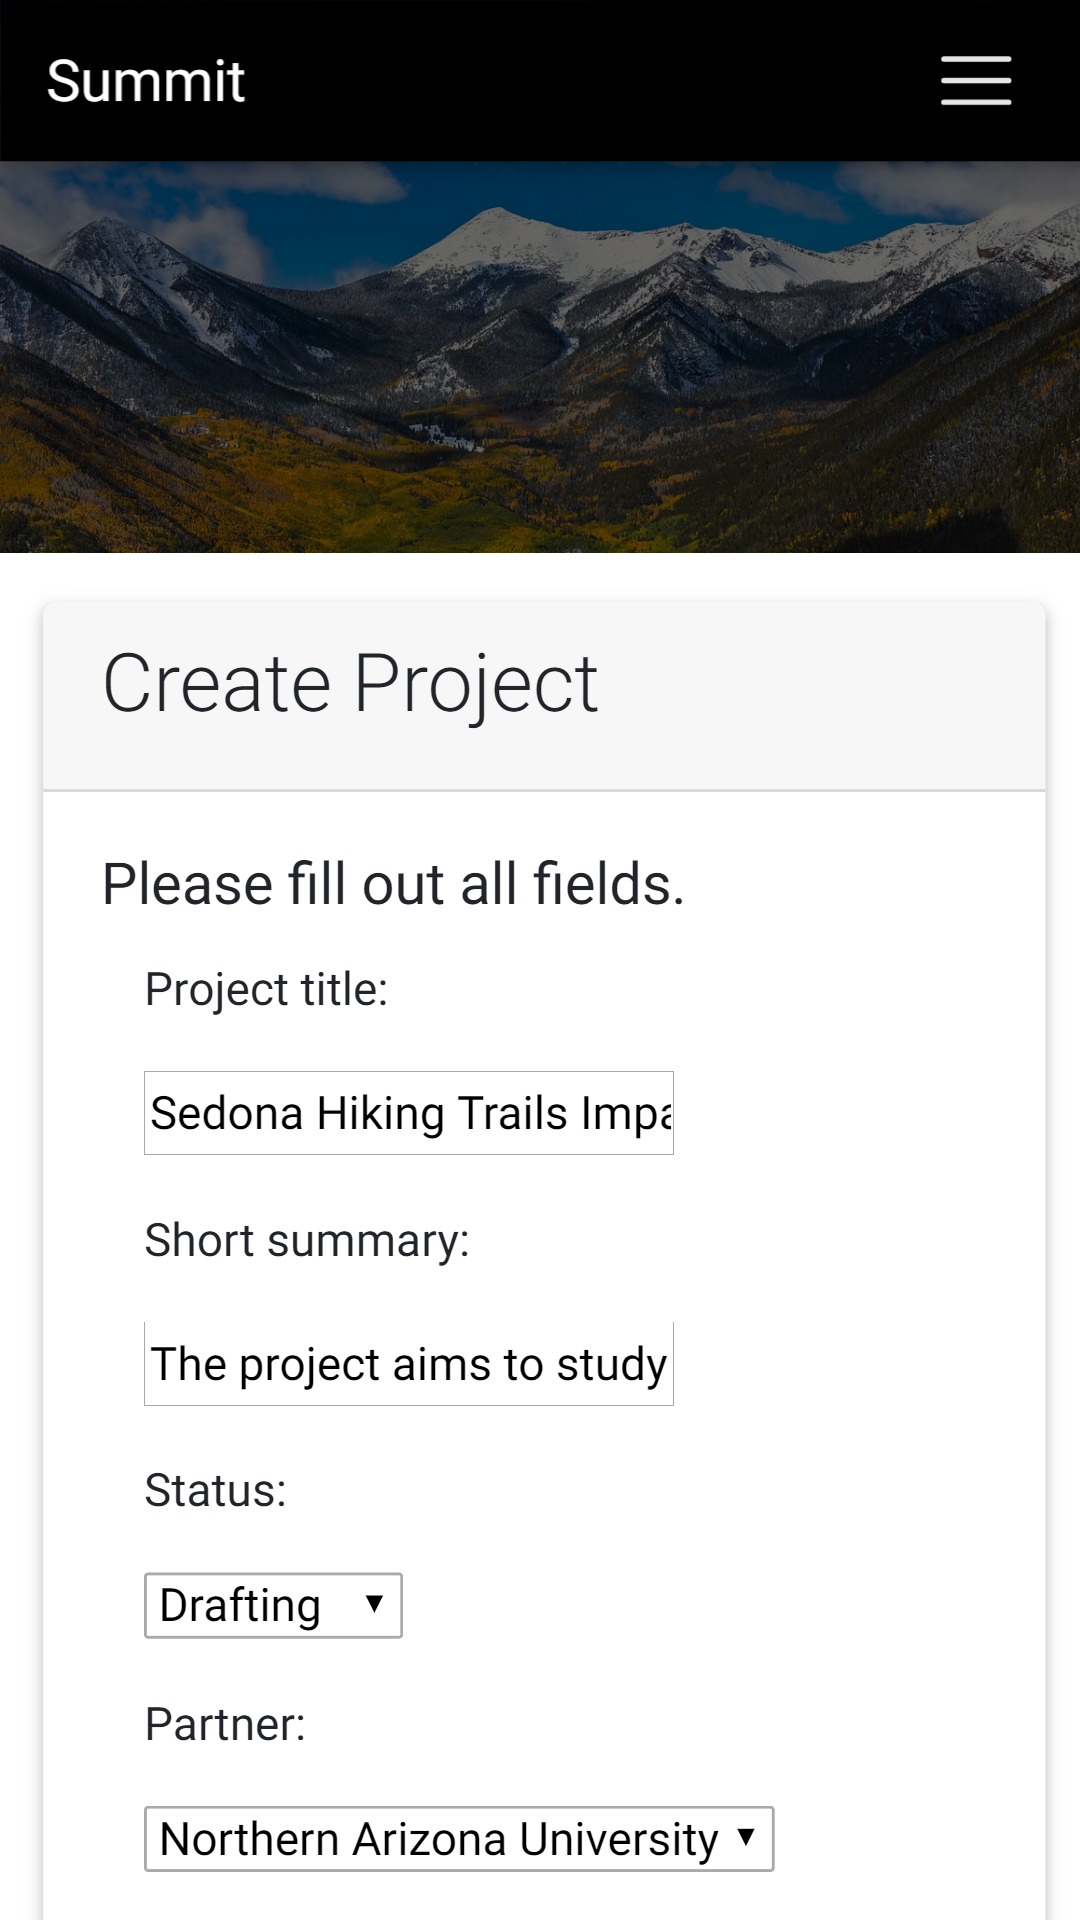 Summit
Create Project
Please fill out all fields.
Project title:
Sedona Hiking Trails
Short summary:
The project aims to study
Status:
Drafting
Partner:
Northern Arizona University